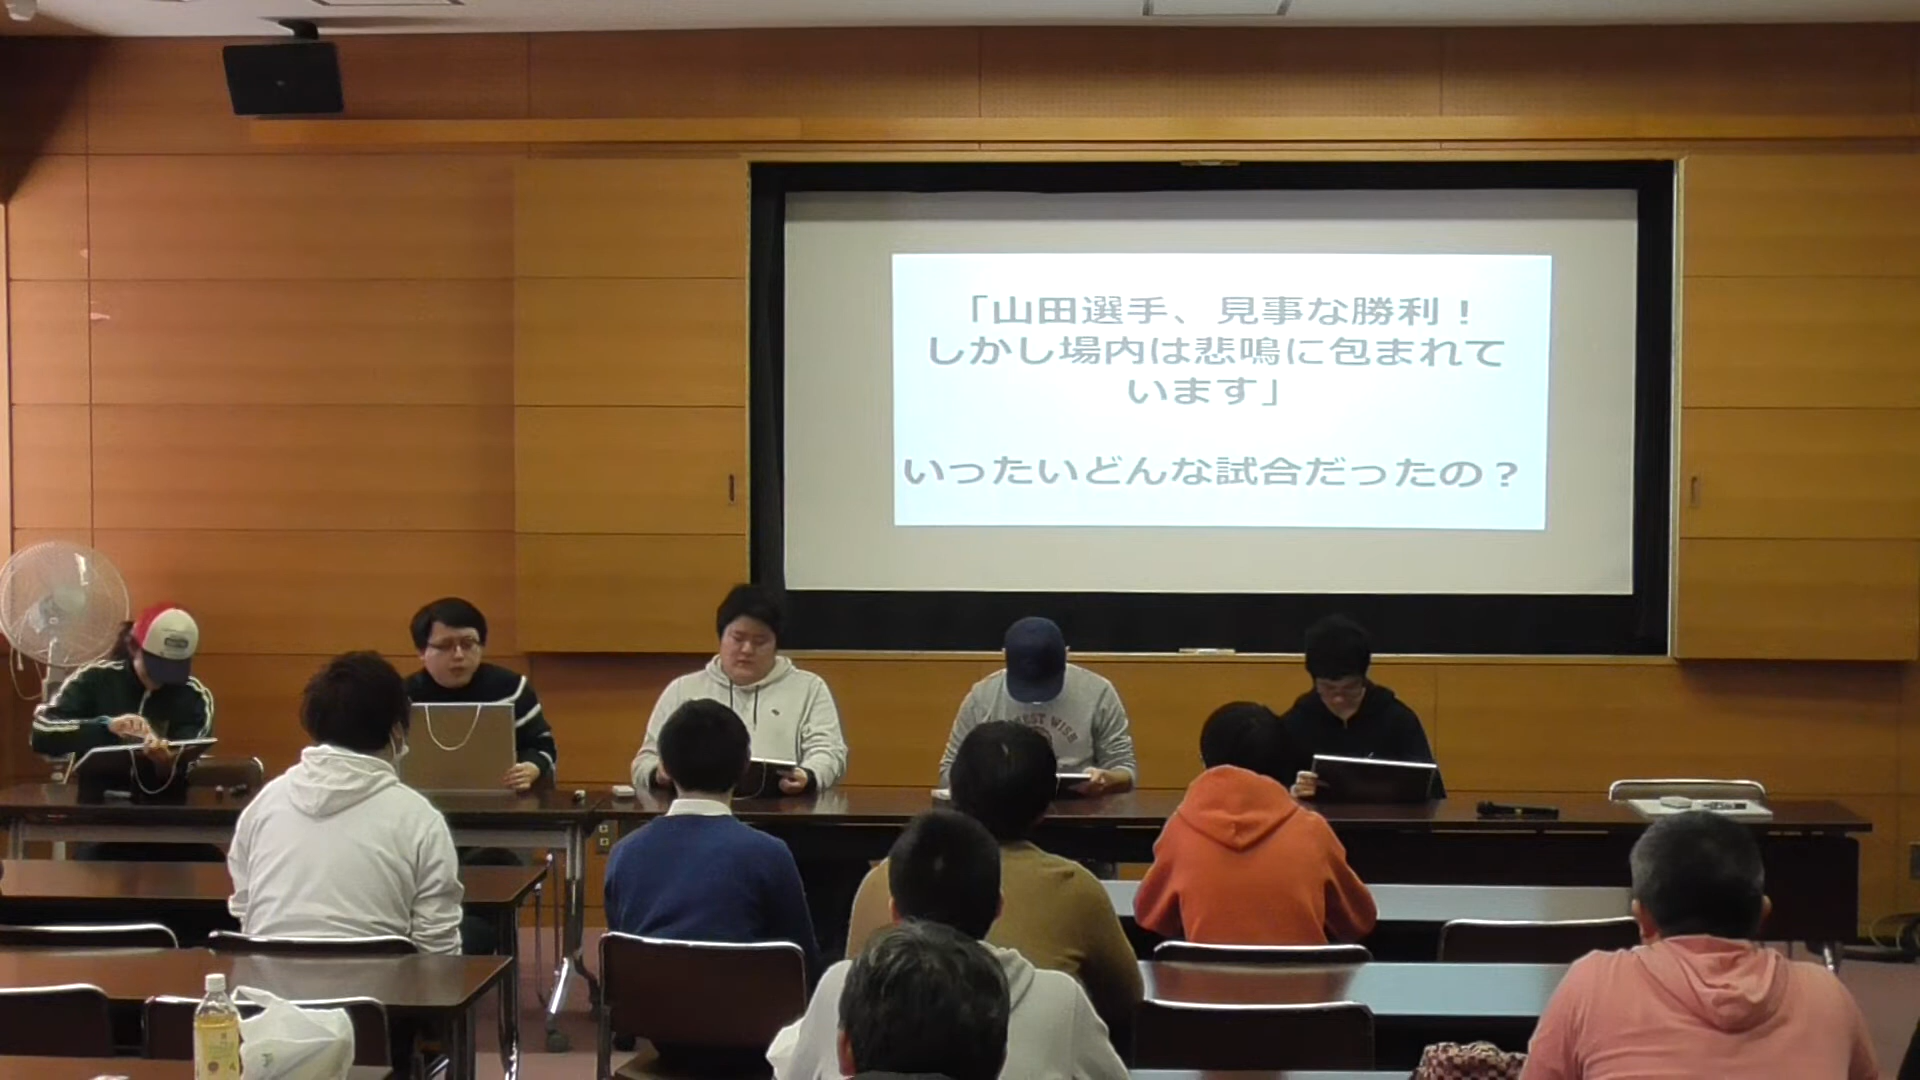 「山田選手、見事な勝利！
しかし場内は悲鳴に包まれて
います」
いったいどんな試合だったの？